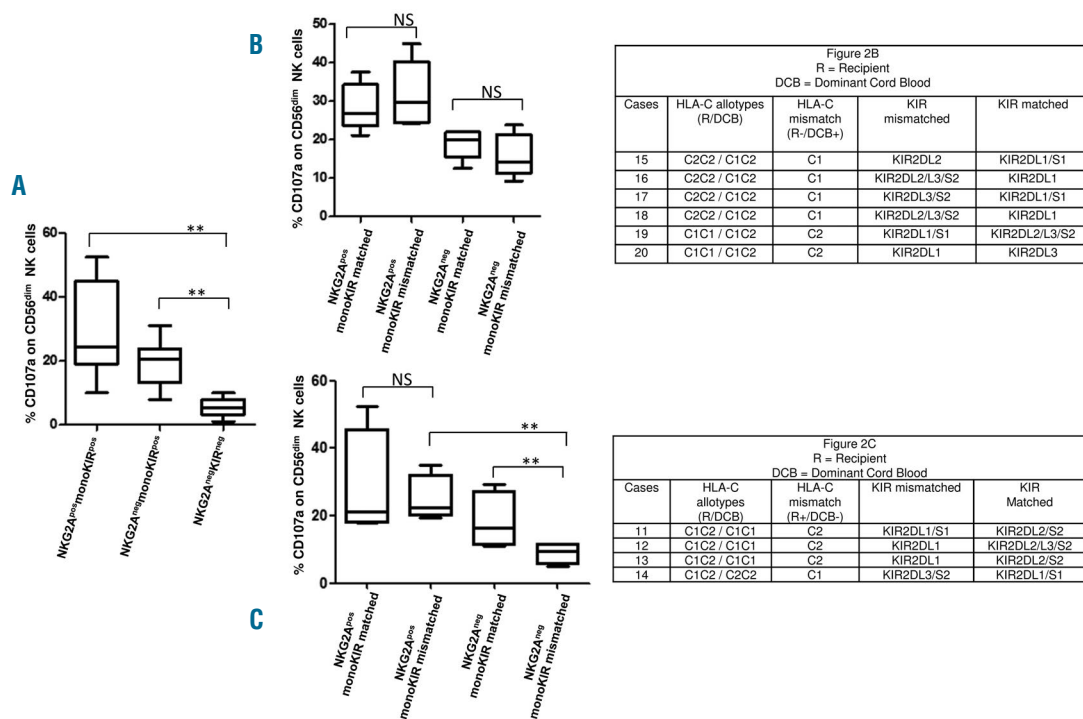 A
% CD107a on CD56dim NK cells
60
40
20
0
**
**
NKG2AposmonoKIRpos
NKG2AnegmonoKIRpos
NKG2AnegKIRneg
B
% CD107a on CD56dim NK cells
50
40
30
20
10
0
NS
NS
NKG2Apos
monoKIR matched
NKG2Apos
monoKIR mismatched
NKG2Aneg
monoKIR matched
NKG2Aneg
monoKIR mismatched
Figure 2B
R = Recipient
DCB = Dominant Cord Blood
Cases HLA-C allotypes (R/DCB) HLA-C mismatch (R-/DCB+) KIR mismatched KIR matched
15 C2C2 / C1C2 C1 KIR2DL2 KIR2DL1/S1
16 C2C2 / C1C2 C1 KIR2DL2/L3/S2 KIR2DL1
17 C2C2 / C1C2 C1 KIR2DL3/S2 KIR2DL1/S1
18 C2C2 / C1C2 C1 KIR2DL2/L3/S2 KIR2DL1
19 C1C1 / C1C2 C2 KIR2DL1/S1 KIR2DL2/L3/S2
20 C1C1 / C1C2 C2 KIR2DL1 KIR2DL3
C
% CD107a on CD56dim NK cells
60
40
20
0
NS
**
**
NKG2Apos
monoKIR matched
NKG2Apos
monoKIR mismatched
NKG2Aneg
monoKIR matched
NKG2Aneg
monoKIR mismatched
Figure 2C
R = Recipient
DCB = Dominant Cord Blood
Cases HLA-C allotypes (R/DCB) HLA-C mismatch (R+/DCB-) KIR mismatched KIR Matched
11 C1C2 / C1C1 C2 KIR2DL1/S1 KIR2DL2/S2
12 C1C2 / C1C1 C2 KIR2DL1 KIR2DL2/L3/S2
13 C1C2 / C1C1 C2 KIR2DL1 KIR2DL2/S2
14 C1C2 / C2C2 C1 KIR2DL3/S2 KIR2DL1/S1